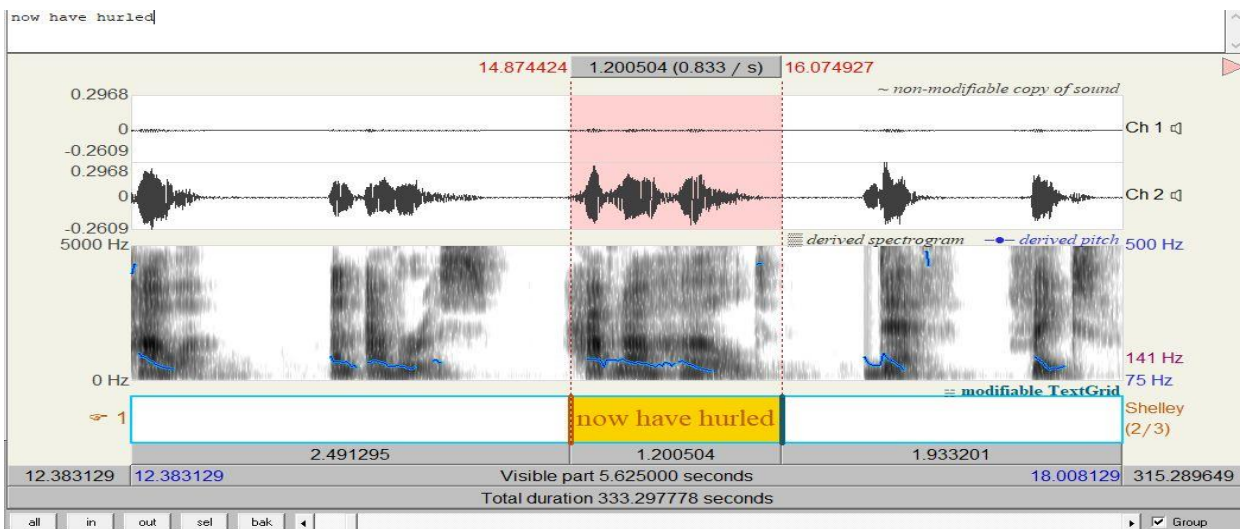 now have hurled
14.874424 1.200504 (0.833 / s) 16.074927
0.2968 ~ non-modifiable copy of sound
0 Ch 1
-0.2609
0.2968
0 Ch 2
-0.2609
5000 Hz derived spectrogram derived pitch 500 Hz
141 Hz
0 Hz 75 Hz
modifiable TextGrid
1 now have hurled Shelley
(2/3)
2.491295 1.200504 1.933201
12.383129 12.383129 Visible part 5.625000 seconds 18.008129 315.289649
Total duration 333.297778 seconds
all in out sel bak Group